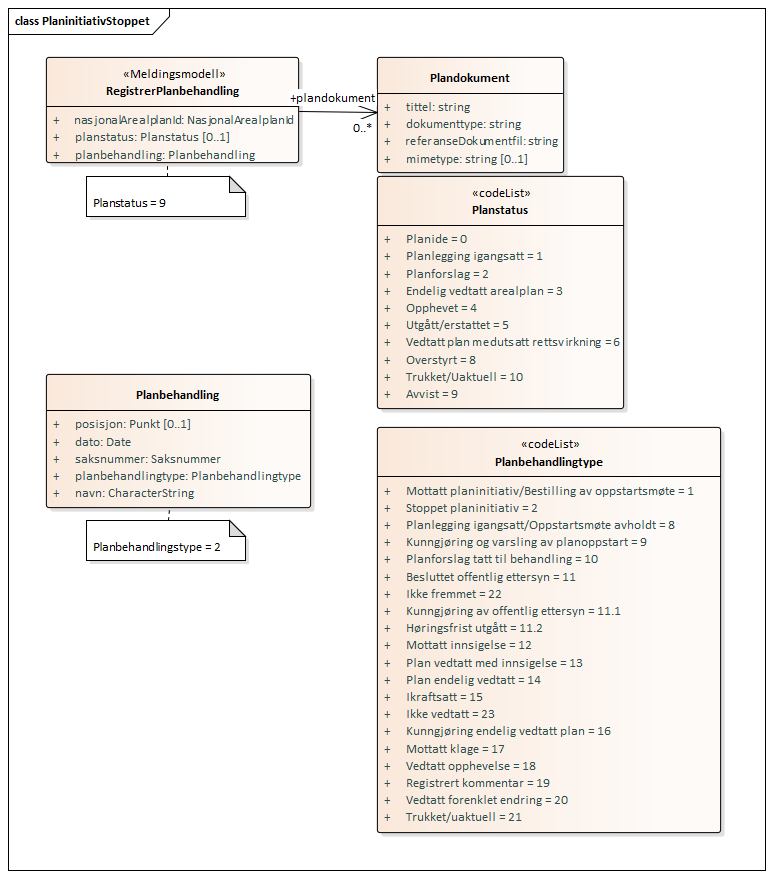 class PlaninitiativStoppet
«Meldingsmodell»
RegistrerPlanbehandling
+ nasjonalArealplanId: NasjonalArealplanId
+ planstatus: Planstatus [0..1]
+ planbehandling: Planbehandling
+plandokument
0..*
Plandokument
+ tittel: string
+ dokumenttype: string
+ referanseDokumentfil: string
+ mimetype: string [0..1]
Planstatus = 9
«codeList»
Planstatus
+ Planide = 0
+ Planlegging igangsatt = 1
+ Planforslag = 2
+ Endelig vedtatt arealplan = 3
+ Opphevet = 4
+ Utgått/erstattet = 5
+ Vedtatt plan med utsatt rettsvirkning = 6
+ Overstyrt = 8
+ Trukket/Uaktuell = 10
+ Avvist = 9
Planbehandling
+ posisjon: Punkt [0..1]
+ dato: Date
+ saksnummer: Saksnummer
+ planbehandlingtype: Planbehandlingtype
+ navn: CharacterString
Planbehandlingstype = 2
«codeList»
Planbehandlingtype
+ Mottatt planinitiativ/Bestilling av oppstartsmøte = 1
+ Stoppet planinitiativ = 2
+ Planlegging igangsatt/Oppstartsmøte avholdt = 8
+ Kunngjøring og varsling av planoppstart = 9
+ Planforslag tatt til behandling = 10
+ Besluttet offentlig ettersyn = 11
+ Ikke fremmet = 22
+ Kunngjøring av offentlig ettersyn = 11.1
+ Høringsfrist utgått = 11.2
+ Mottatt innsigelse = 12
+ Plan vedtatt med innsigelse = 13
+ Plan endelig vedtatt = 14
+ Ikraftsatt = 15
+ Ikke vedtatt = 23
+ Kunngjøring endelig vedtatt plan = 16
+ Mottatt klage = 17
+ Vedtatt opphevelse = 18
+ Registrert kommentar = 19
+ Vedtatt forenklet endring = 20
+ Trukket/uaktuell = 21